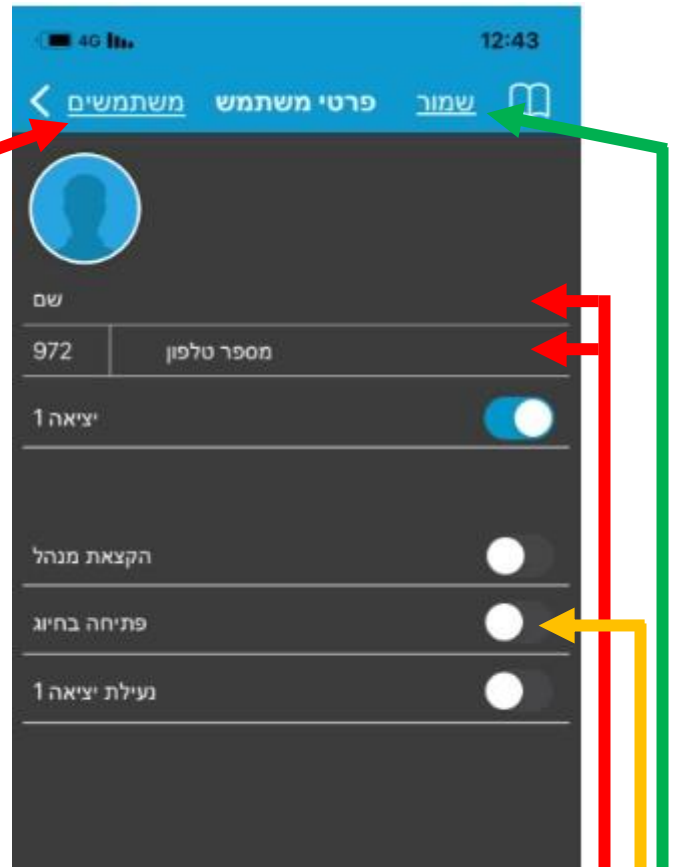 4G 12:43
משתמשים פרטי משתמש שמור
שם
972 מספר טלפון
יציאה 1
הקצאת מנהל
פתיחה בחיוג
נעילת יציאה 1